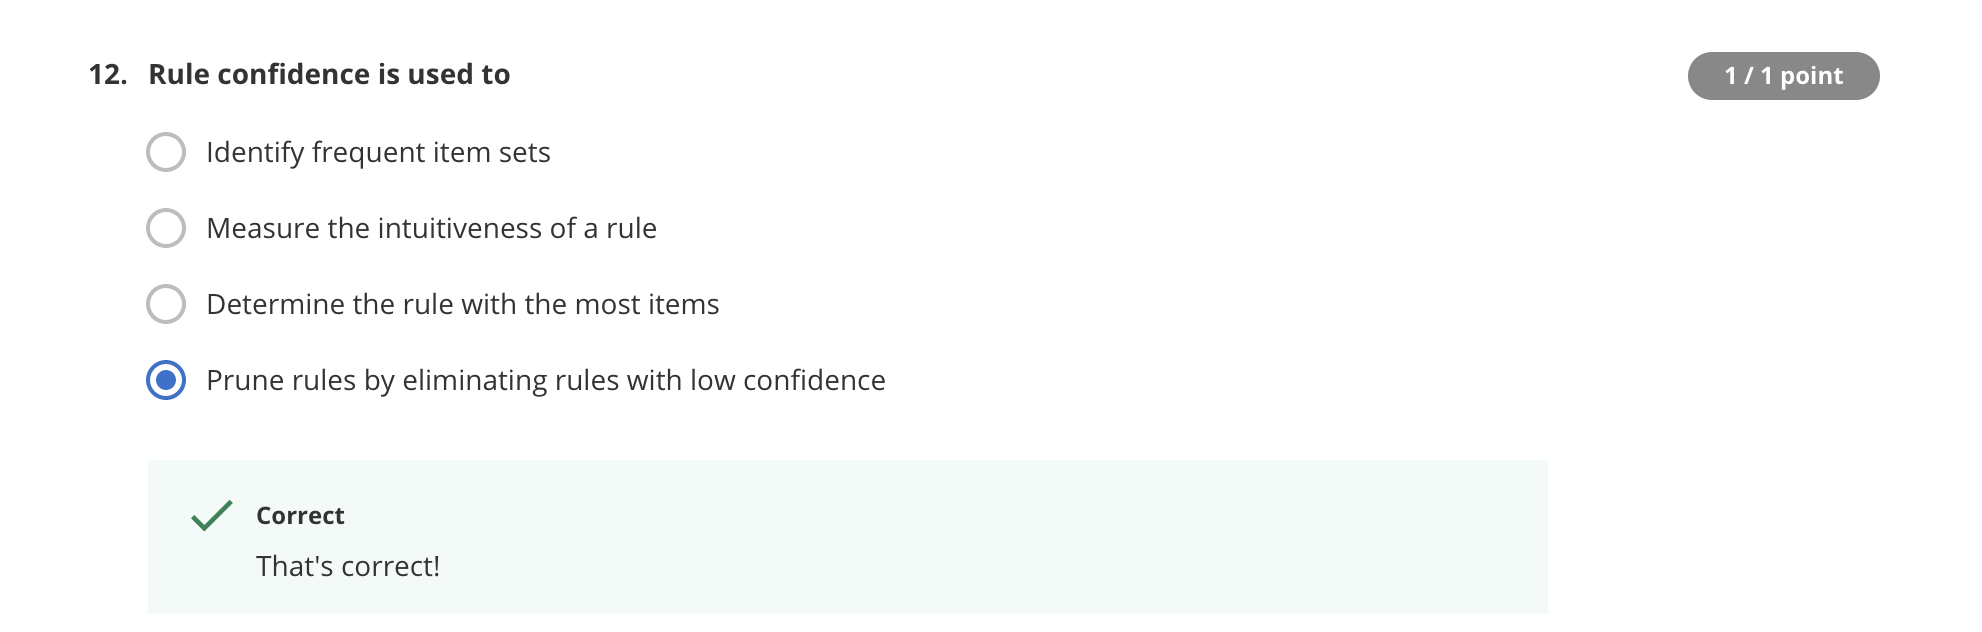 12. Rule confidence is used to
1 / 1 point
Identify frequent item sets
Measure the intuitiveness of a rule
Determine the rule with the most items
Prune rules by eliminating rules with low confidence
Correct
That's correct!